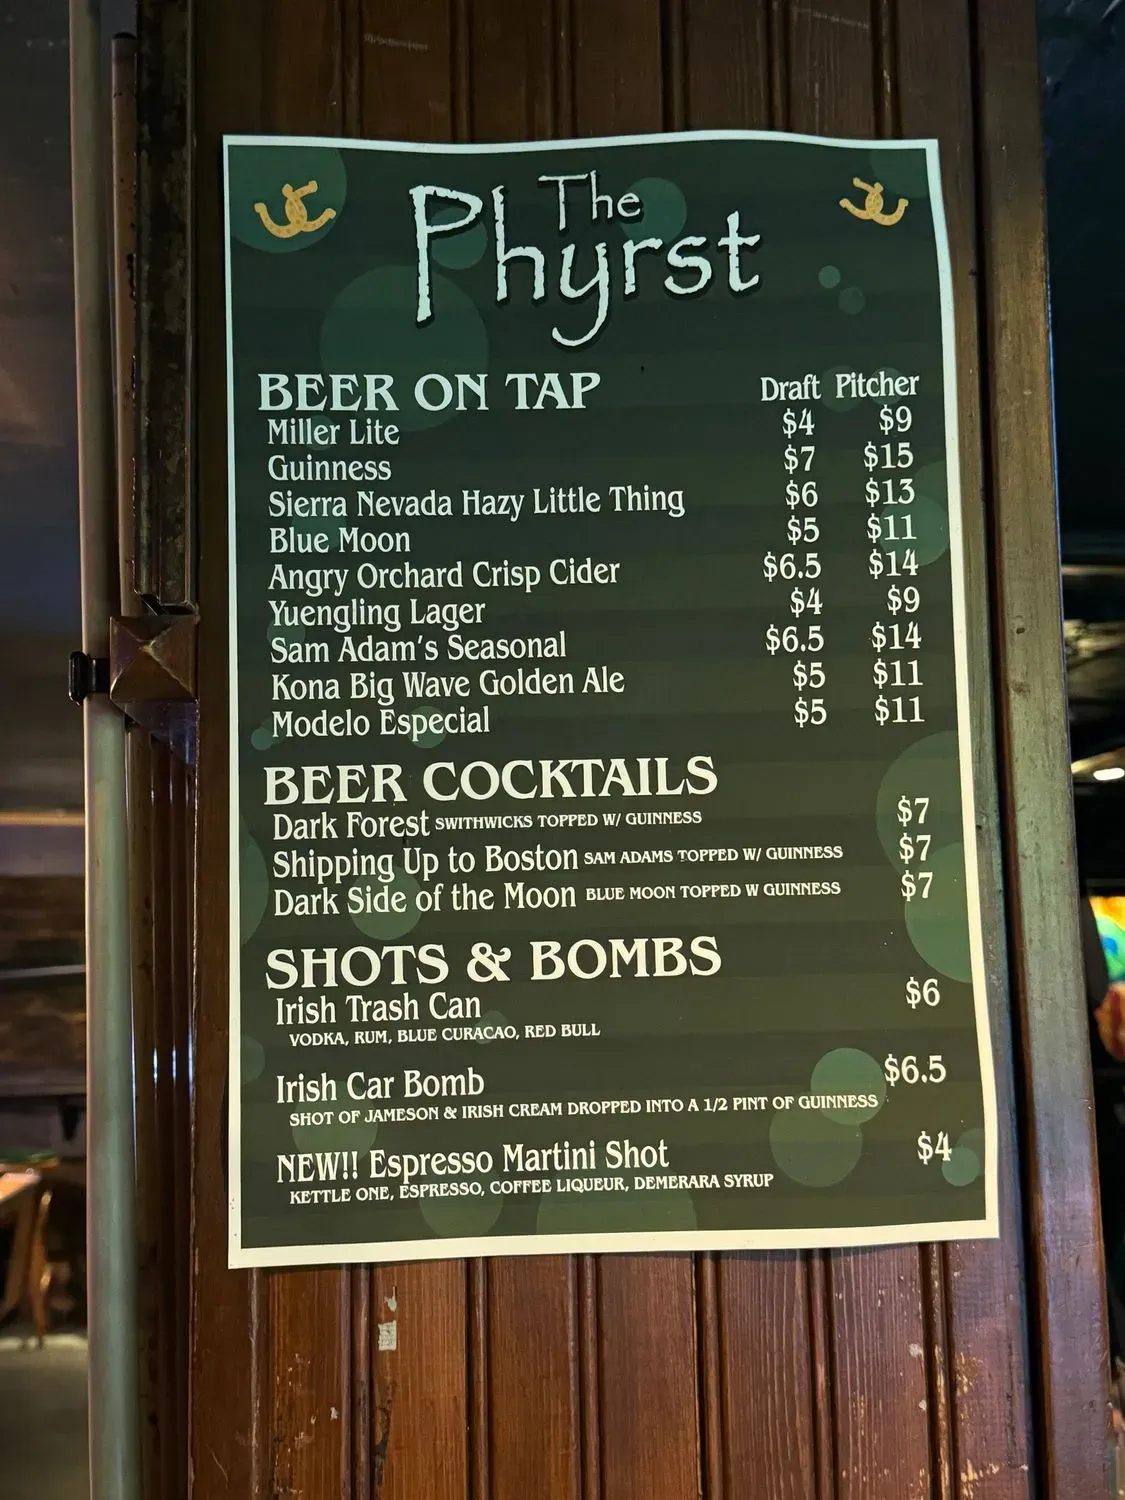 The
Phyrst
BEER ON TAP Draft Pitcher
Miller Lite $4 $9
Guinness $7 $15
Sierra Nevada Hazy Little Thing $6 $13
Blue Moon $5 $11
Angry Orchard Crisp Cider $6.5 $14
Yuengling Lager $4 $9
Sam Adam's Seasonal $6.5 $14
Kona Big Wave Golden Ale $5 $11
Modelo Especial $5 $11
BEER COCKTAILS
Dark Forest SWITHWICKS TOPPED W/ GUINNESS $7
Shipping Up to Boston SAM ADAMS TOPPED W/ GUINNESS $7
Dark Side of the Moon BLUE MOON TOPPED W GUINNESS $7
SHOTS & BOMBS
Irish Trash Can $6
VODKA, RUM, BLUE CURACAO, RED BULL
Irish Car Bomb $6.5
SHOT OF JAMESON & IRISH CREAM DROPPED INTO A 1/2 PINT OF GUINNESS
NEW!! Espresso Martini Shot $4
KETTLE ONE, ESPRESSO, COFFEE LIQUEUR, DEMERARA SYRUP